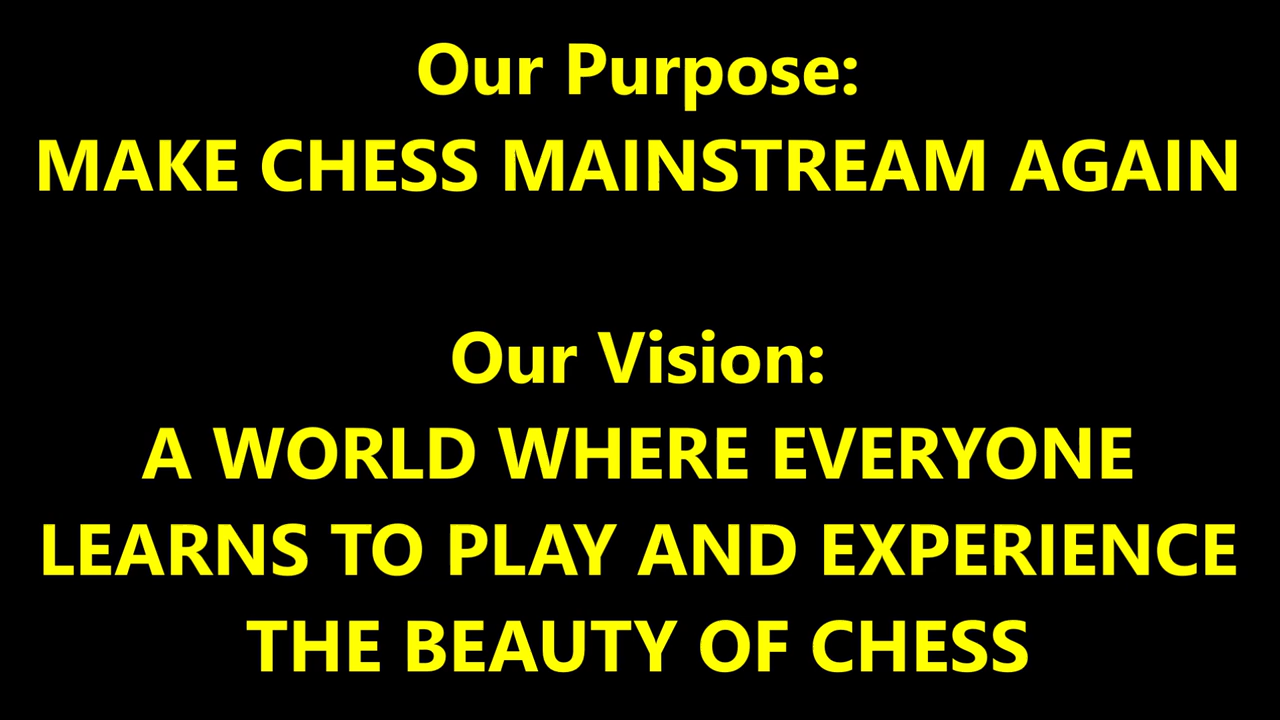 Our Purpose:
MAKE CHESS MAINSTREAM AGAIN
Our Vision:
A WORLD WHERE EVERYONE
LEARNS TO PLAY AND EXPERIENCE
THE BEAUTY OF CHESS